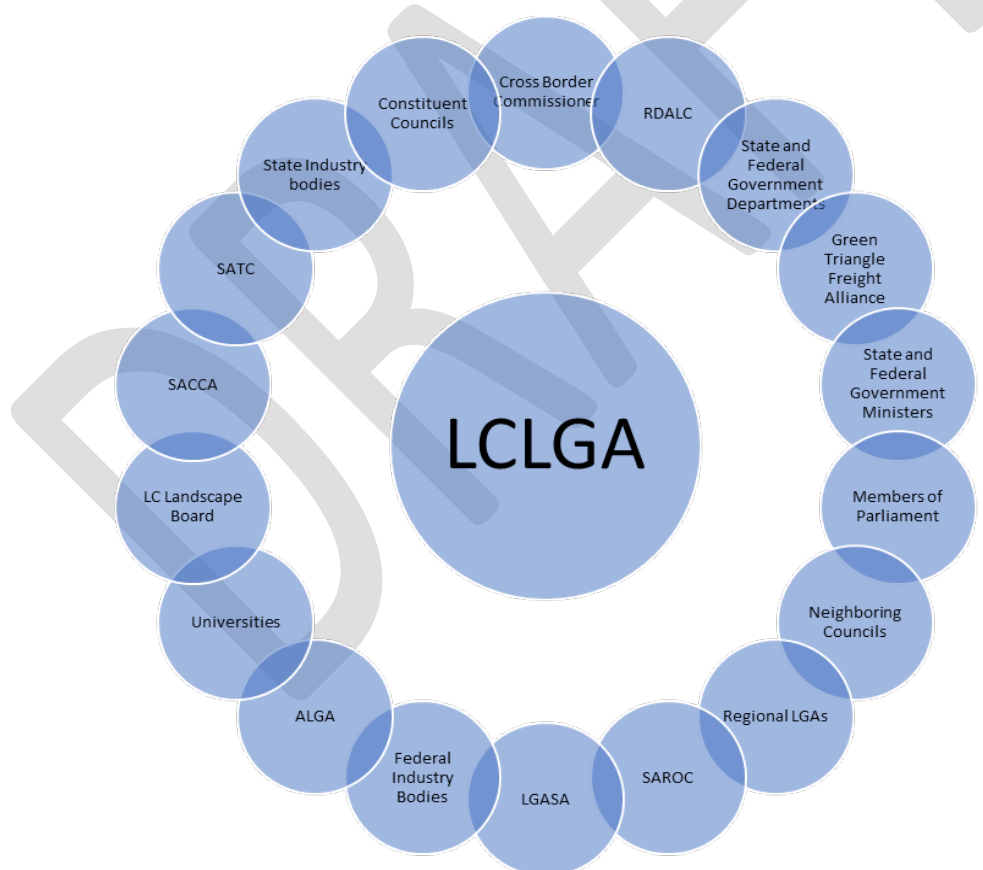 Cross Border
Commissioner
RDALC
State and
Federal
Government
Departments
Green
Triangle
Freight
Alliance
State and
Federal
Government
Ministers
Members of
Parliament
Neighboring
Councils
Regional LGAs
SAROC
LGASA
Federal
Industry
Bodies
ALGA
Universities
LC Landscape
Board
SACCA
SATC
State Industry
bodies
Constituent
Councils
LCLGA